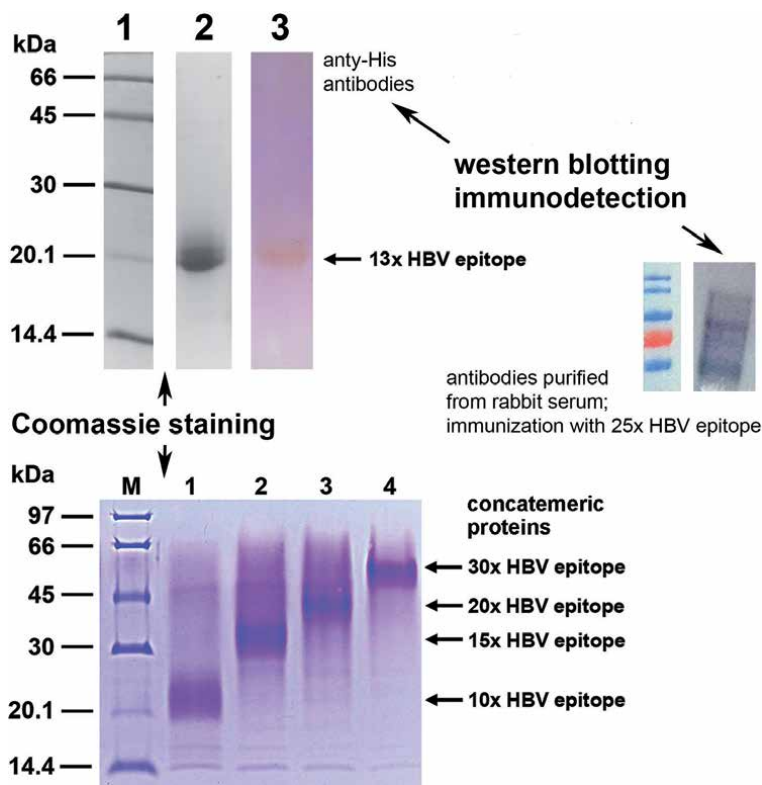 1 2 3
kDa
66
45
30
20.1
14.4
anty-His
antibodies
western blotting
immunodetection
13x HBV epitope
antibodies purified
from rabbit serum;
immunization with 25x HBV epitope
Coomassie staining
kDa
M 1 2 3 4
97
66
45
30
20.1
14.4
concatemeric
proteins
30x HBV epitope
20x HBV epitope
15x HBV epitope
10x HBV epitope